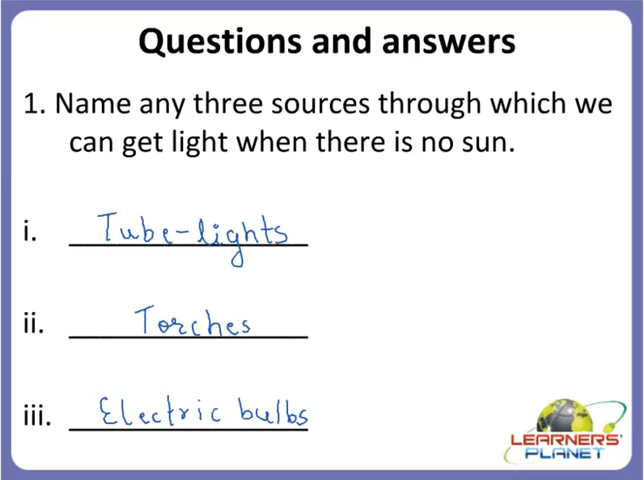 Questions and answers
1. Name any three sources through which we
can get light when there is no sun.
i. Tube-lights
ii. Torches
iii. Electric bulbs
LEARNERS'
PLANET